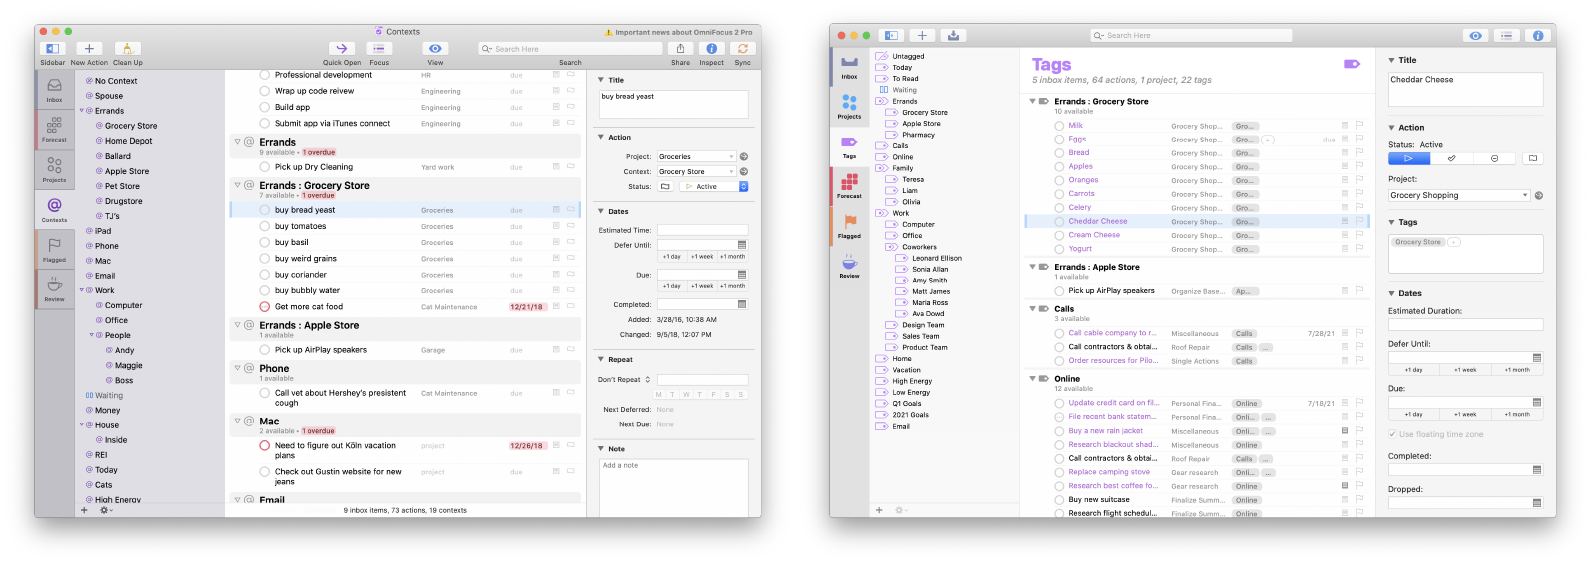 Contexts
Important news about OmniFocus 2 Pro
Search Here
Sidebar New Action Clean Up Quick Open Focus View Search Share Inspect Sync
Inbox
Forecast
Projects
Contexts
Flagged
Review
No Context
Spouse
Errands
Grocery Store
Home Depot
Ballard
Apple Store
Pet Store
Drugstore
TJ's
iPad
Phone
Mac
Email
Work
Computer
Office
People
Andy
Maggie
Boss
Waiting
Money
House
Inside
REI
Today
Cats
High Energy
Professional development HR due
Wrap up code reivew Engineering due
Build app Engineering due
Submit app via iTunes connect Engineering due
Errands
9 available • 1 overdue
Pick up Dry Cleaning Yard work due
Errands : Grocery Store
7 available • 1 overdue
buy bread yeast Groceries due
buy tomatoes Groceries due
buy basil Groceries due
buy weird grains Groceries due
buy coriander Groceries due
buy bubbly water Groceries due
Get more cat food Cat Maintenance 12/21/18
Errands : Apple Store
1 available
Pick up AirPlay speakers Garage due
Phone
1 available
Call vet about Hershey's presistent cough Cat Maintenance due
Mac
2 available • 1 overdue
Need to figure out Köln vacation plans project 12/26/18
Check out Gustin website for new jeans project due
Email
9 inbox items, 73 actions, 19 contexts
Title
buy bread yeast
Action
Project: Groceries
Context: Grocery Store
Status: Active
Dates
Estimated Time:
Defer Until:
+1 day +1 week +1 month
Due:
+1 day +1 week +1 month
Completed:
Added: 3/28/16, 10:38 AM
Changed: 9/5/18, 12:07 PM
Repeat
Don't Repeat
M T W T F S S
Next Deferred: None
Next Due: None
Note
Add a note
Search Here
Inbox
Projects
Tags
Forecast
Flagged
Review
Untagged
Today
To Read
Waiting
Errands
Grocery Store
Apple Store
Pharmacy
Calls
Online
Family
Teresa
Liam
Olivia
Work
Computer
Office
Coworkers
Leonard Ellison
Sonia Allan
Amy Smith
Matt James
Maria Ross
Ava Dowd
Design Team
Sales Team
Product Team
Home
Vacation
High Energy
Low Energy
Q1 Goals
2021 Goals
Email
Tags
5 inbox items, 64 actions, 1 project, 22 tags
Errands : Grocery Store
10 available
Milk Grocery Shop... Gro...
Eggs Grocery Shop... Gro... + due
Bread Grocery Shop... Gro...
Apples Grocery Shop... Gro...
Oranges Grocery Shop... Gro...
Carrots Grocery Shop... Gro...
Celery Grocery Shop... Gro...
Cheddar Cheese Grocery Shop... Gro...
Cream Cheese Grocery Shop... Gro...
Yogurt Grocery Shop... Gro...
Errands : Apple Store
1 available
Pick up AirPlay speakers Organize Base... Ap...
Calls
3 available
Call cable company to r... Miscellaneous Calls 7/28/21
Call contractors & obtai... Roof Repair Calls ...
Order resources for Pilo... Single Actions Calls
Online
12 available
Update credit card on fil... Personal Fina... Online 7/18/21
File recent bank statem... Personal Fina... Onli... ...
Buy a new rain jacket Miscellaneous Onli... ...
Research blackout shad... Miscellaneous Online
Call contractors & obtai... Roof Repair Calls ...
Replace camping stove Gear research Onli... ...
Research best coffee fo... Gear research Online
Buy new suitcase Finalize Summ... Online
Research flight schedul... Finalize Summ... Online
Title
Cheddar Cheese
Action
Status: Active
Project:
Grocery Shopping
Tags
Grocery Store +
Dates
Estimated Duration:
Defer Until:
+1 day +1 week +1 month
Due:
+1 day +1 week +1 month
Use floating time zone
Completed:
Dropped: